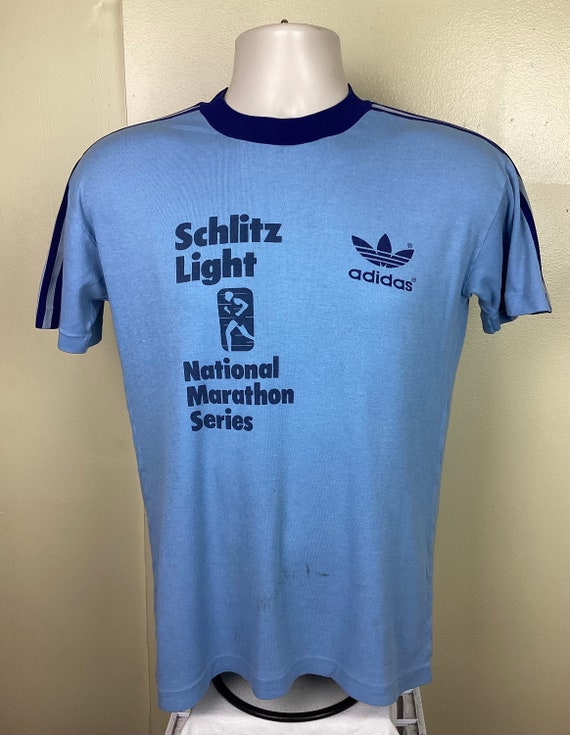 Schlitz
Light
National
Marathon
Series
adidas®